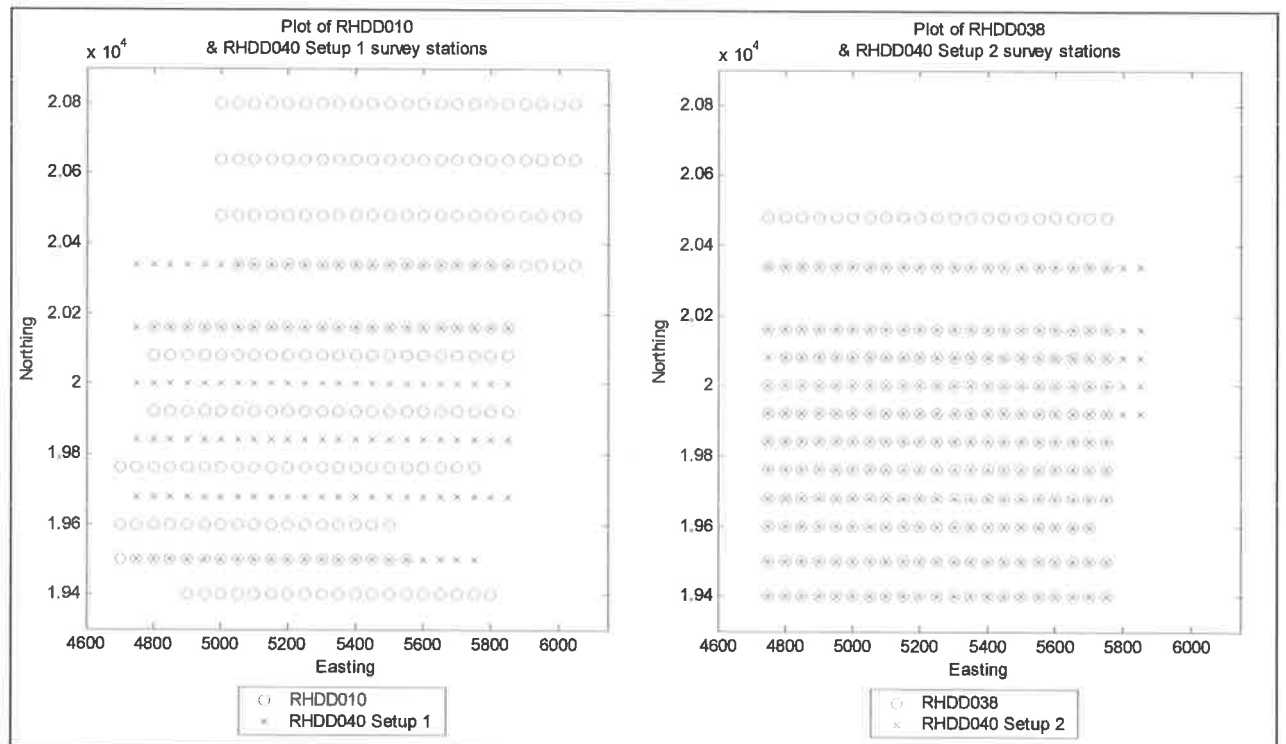 Plot of RHDD010
& RHDD040 Setup 1 survey stations
x 10^4
2.08
2.06
2.04
2.02
2
1.98
1.96
1.94
Northing
4600 4800 5000 5200 5400 5600 5800 6000
Easting
RHDD010
RHDD040 Setup 1
Plot of RHDD038
& RHDD040 Setup 2 survey stations
x 10^4
2.08
2.06
2.04
2.02
2
1.98
1.96
1.94
Northing
4600 4800 5000 5200 5400 5600 5800 6000
Easting
RHDD038
RHDD040 Setup 2